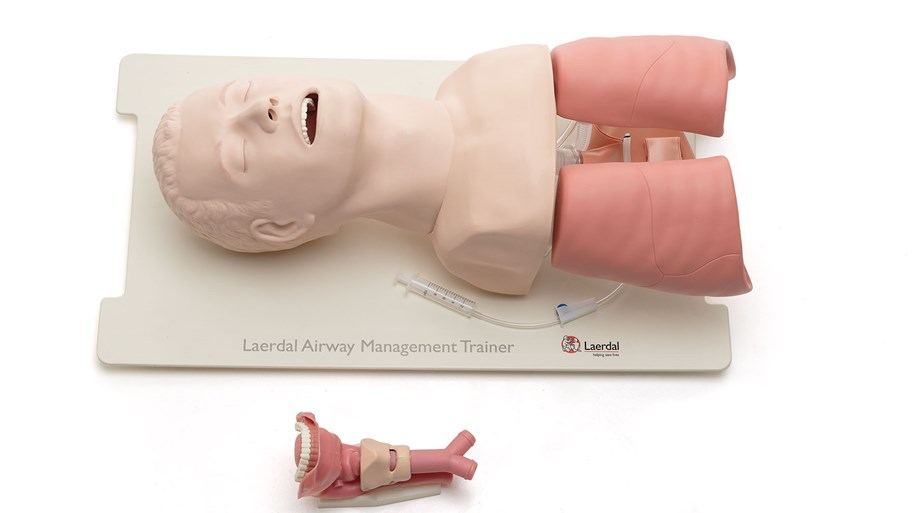 Laerdal Airway Management Trainer
Laerdal
helping save lives